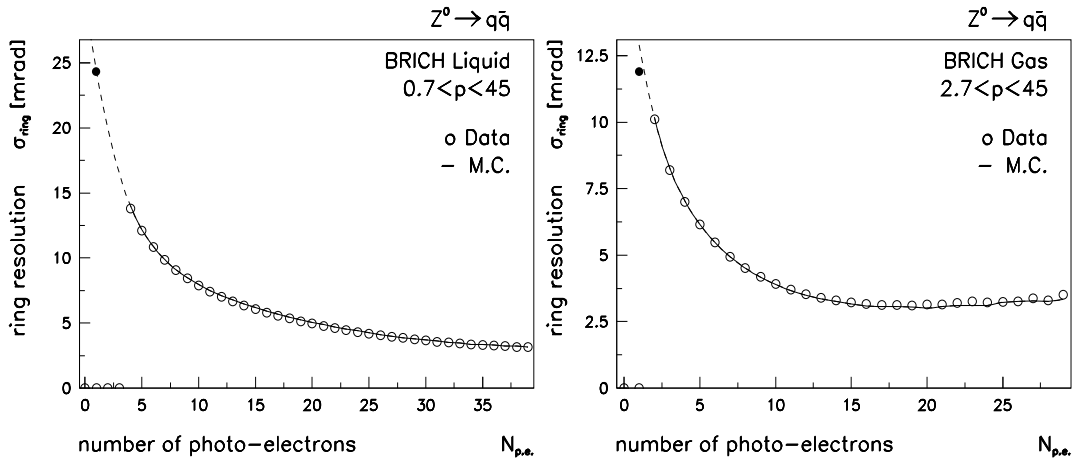 Z⁰ → qq̄
BRICH Liquid
0.7<p<45
o Data
– M.C.
ring resolution σring [mrad]
25
20
15
10
5
0
0 5 10 15 20 25 30 35
number of photo-electrons Np.e.
Z⁰ → qq̄
BRICH Gas
2.7<p<45
o Data
– M.C.
ring resolution σring [mrad]
12.5
10
7.5
5
2.5
0
0 5 10 15 20 25
number of photo-electrons Np.e.